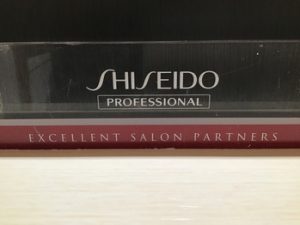 SHISEIDO
PROFESSIONAL
EXCELLENT SALON PARTNERS